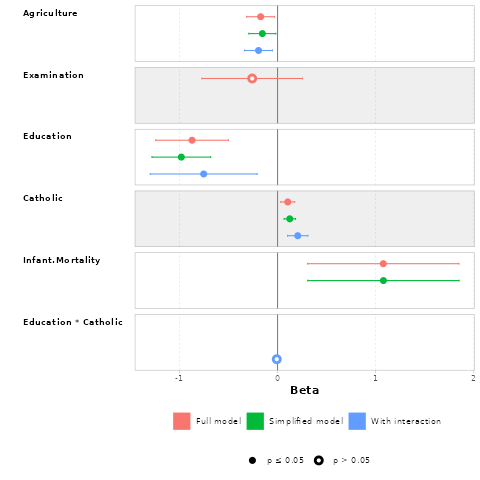 Agriculture
Examination
Education
Catholic
Infant.Mortality
Education * Catholic
-1 0 1 2
Beta
Full model Simplified model With interaction
p ≤ 0.05 p > 0.05